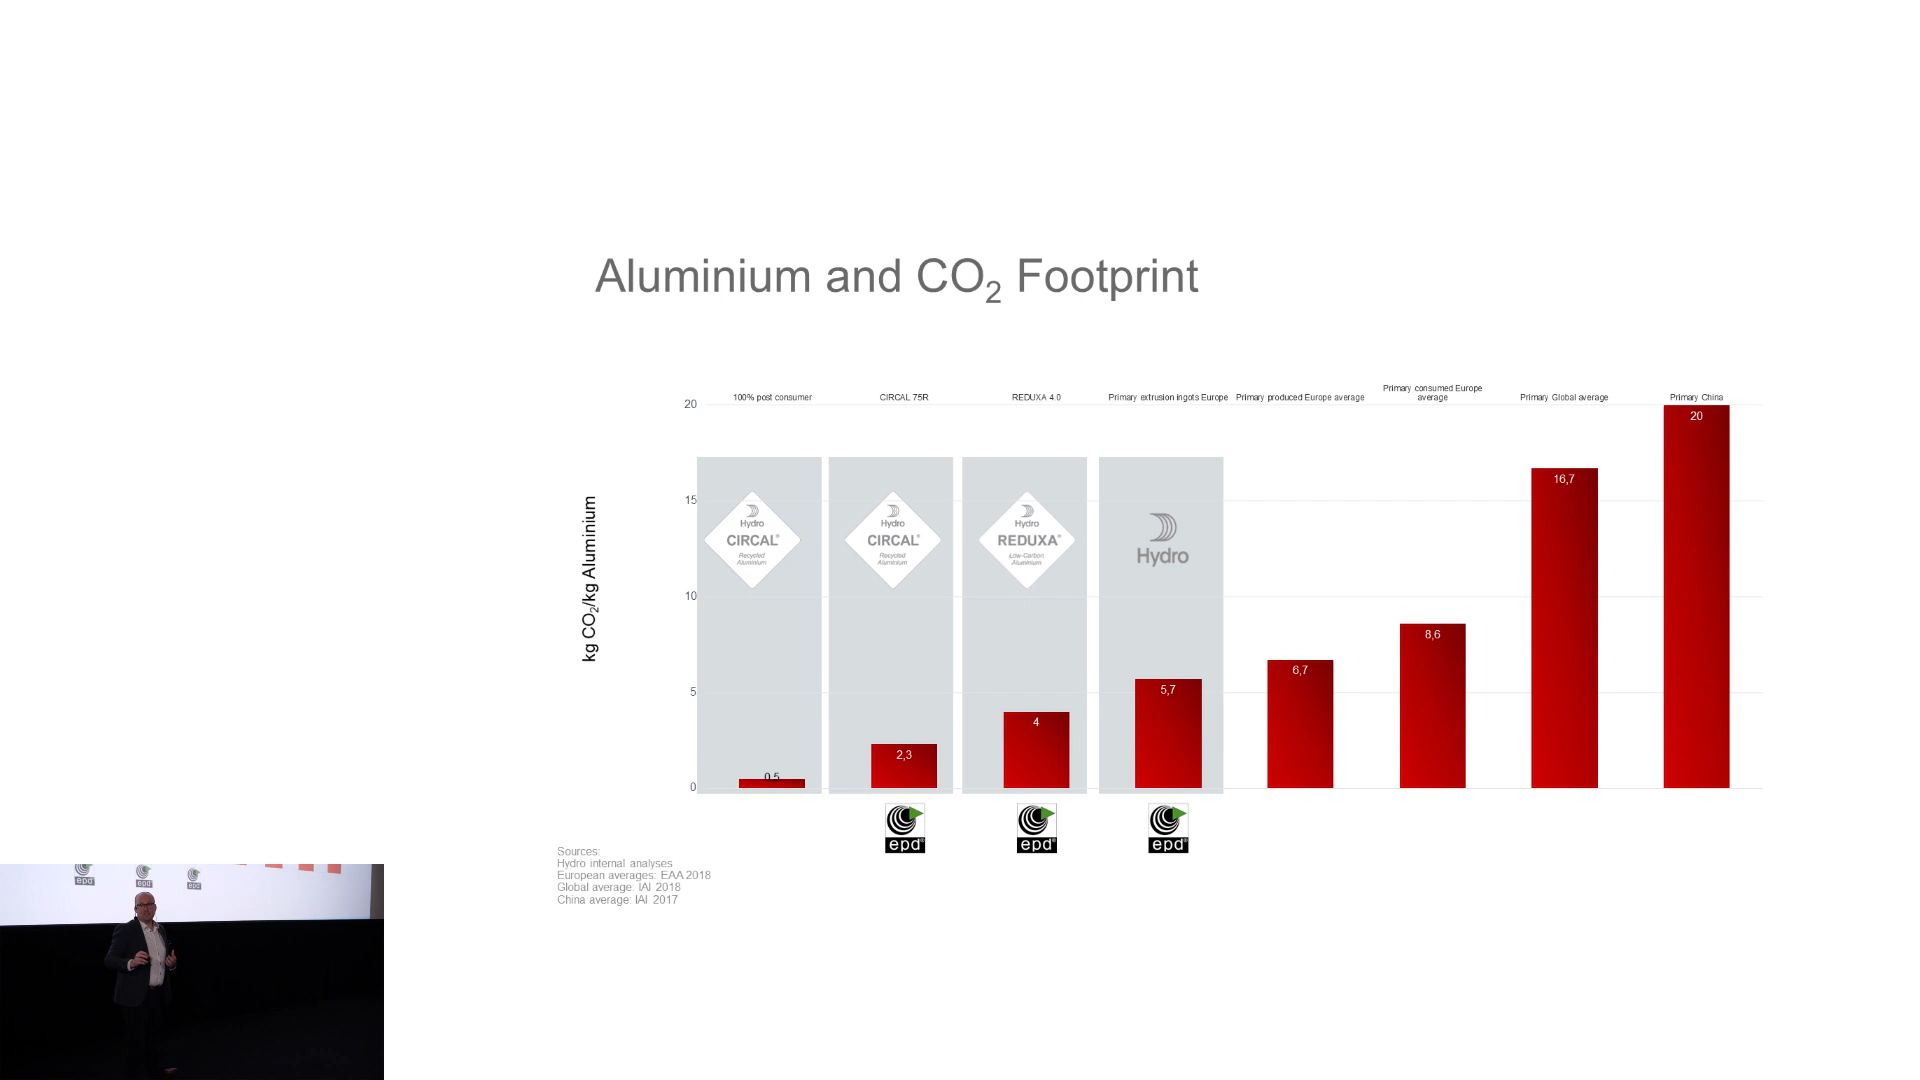 Aluminium and CO₂ Footprint
kg CO₂/kg Aluminium
20
15
10
5
0
100% post consumer
CIRCAL 75R
REDUXA 4.0
Primary extrusion ingots Europe
Primary produced Europe average
Primary consumed Europe
average
Primary Global average
Primary China
Hydro
CIRCAL®
Recycled
Aluminium
Hydro
CIRCAL®
Recycled
Aluminium
Hydro
REDUXA®
Low-Carbon
Aluminium
Hydro
0,5
2,3
4
5,7
6,7
8,6
16,7
20
epd®
epd®
epd®
Sources:
Hydro internal analyses
European averages: EAA 2018
Global average: IAI 2018
China average: IAI 2017
epd
epd
epd